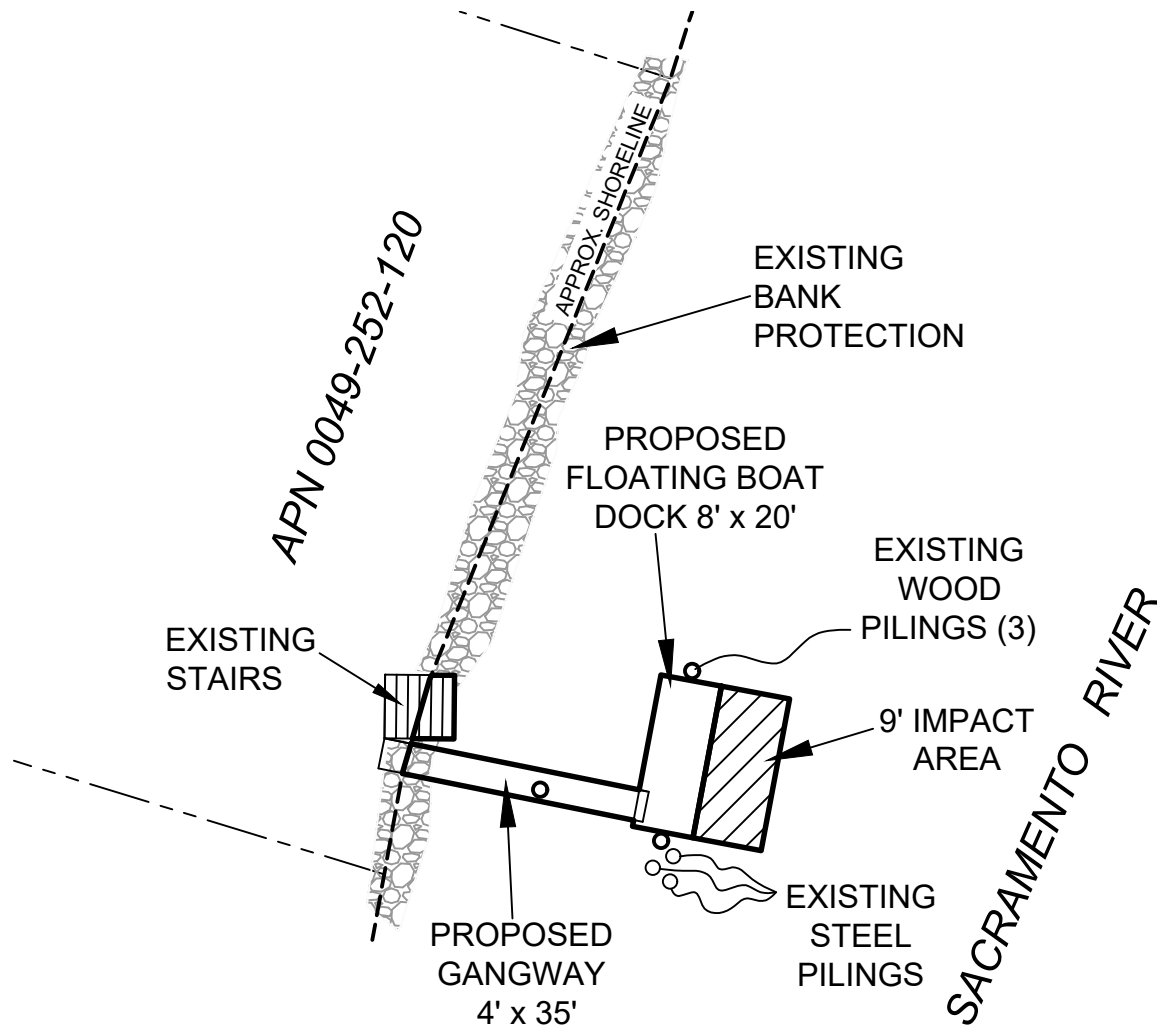 APPROX. SHORELINE
APN 0049-252-120
EXISTING
BANK
PROTECTION
PROPOSED
FLOATING BOAT
DOCK 8' x 20'
EXISTING
WOOD
PILINGS (3)
EXISTING
STAIRS
9' IMPACT
AREA
SACRAMENTO RIVER
EXISTING
STEEL
PILINGS
PROPOSED
GANGWAY
4' x 35'